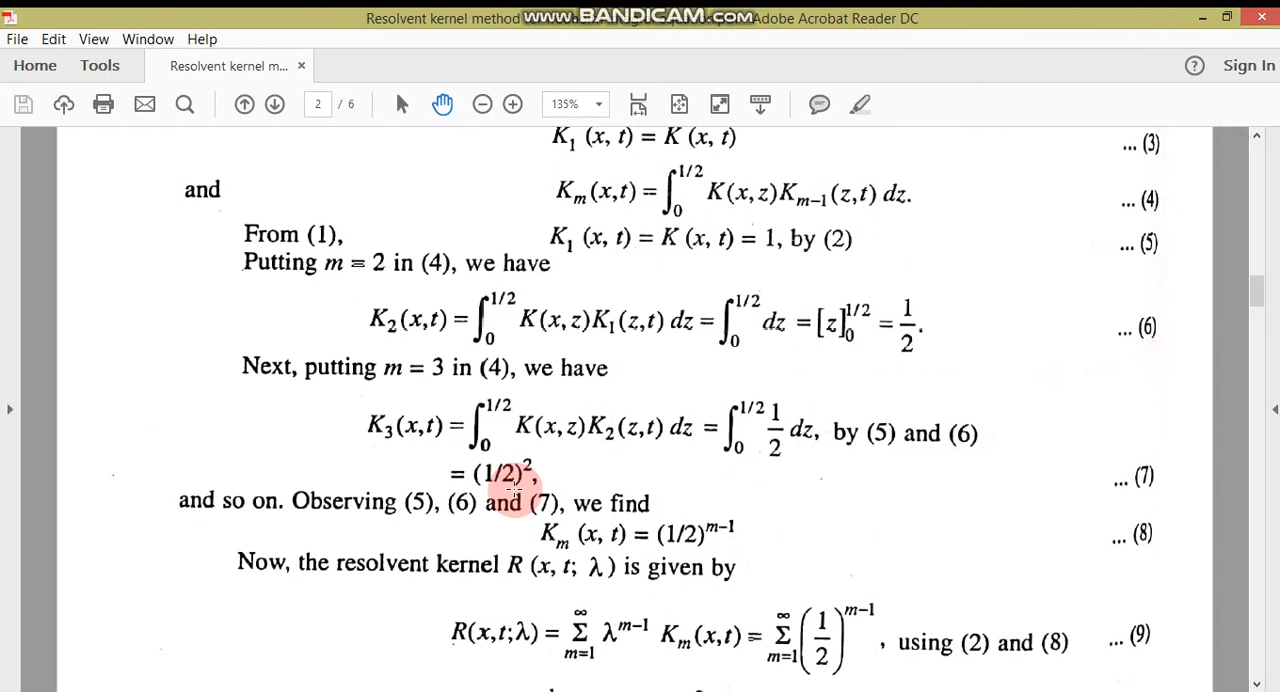 Resolvent kernel method www.BANDICAM.com Adobe Acrobat Reader DC
File Edit View Window Help
Home Tools Resolvent kernel m... × Sign In
2 / 6 135%
K₁ (x, t) = K (x, t) ... (3)
and K_m(x,t) = ∫₀^{1/2} K(x,z)K_{m−1}(z,t) dz. ... (4)
From (1), K₁ (x, t) = K (x, t) = 1, by (2) ... (5)
Putting m = 2 in (4), we have
K₂(x,t) = ∫₀^{1/2} K(x,z)K₁(z,t) dz = ∫₀^{1/2} dz = [z]₀^{1/2} = 1/2. ... (6)
Next, putting m = 3 in (4), we have
K₃(x,t) = ∫₀^{1/2} K(x,z)K₂(z,t) dz = ∫₀^{1/2} 1/2 dz, by (5) and (6)
= (1/2)², ... (7)
and so on. Observing (5), (6) and (7), we find
K_m (x, t) = (1/2)^{m−1} ... (8)
Now, the resolvent kernel R (x, t; λ) is given by
R(x,t;λ) = Σ_{m=1}^{∞} λ^{m−1} K_m(x,t) = Σ_{m=1}^{∞} (1/2)^{m−1}, using (2) and (8) ... (9)